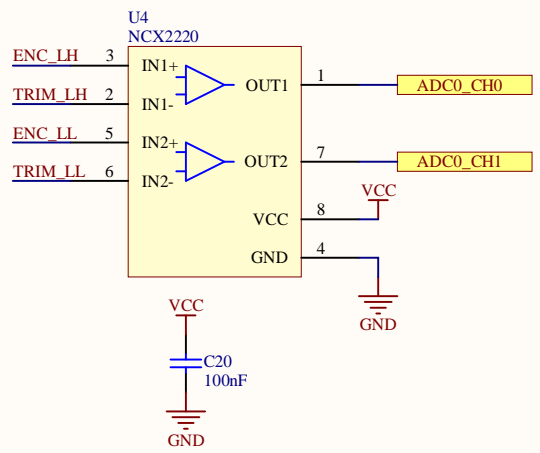 U4
NCX2220
ENC_LH 3 IN1+
OUT1 1 ADC0_CH0
TRIM_LH 2 IN1-
ENC_LL 5 IN2+
OUT2 7 ADC0_CH1
TRIM_LL 6 IN2-
VCC
VCC 8
GND 4
GND
VCC
C20
100nF
GND